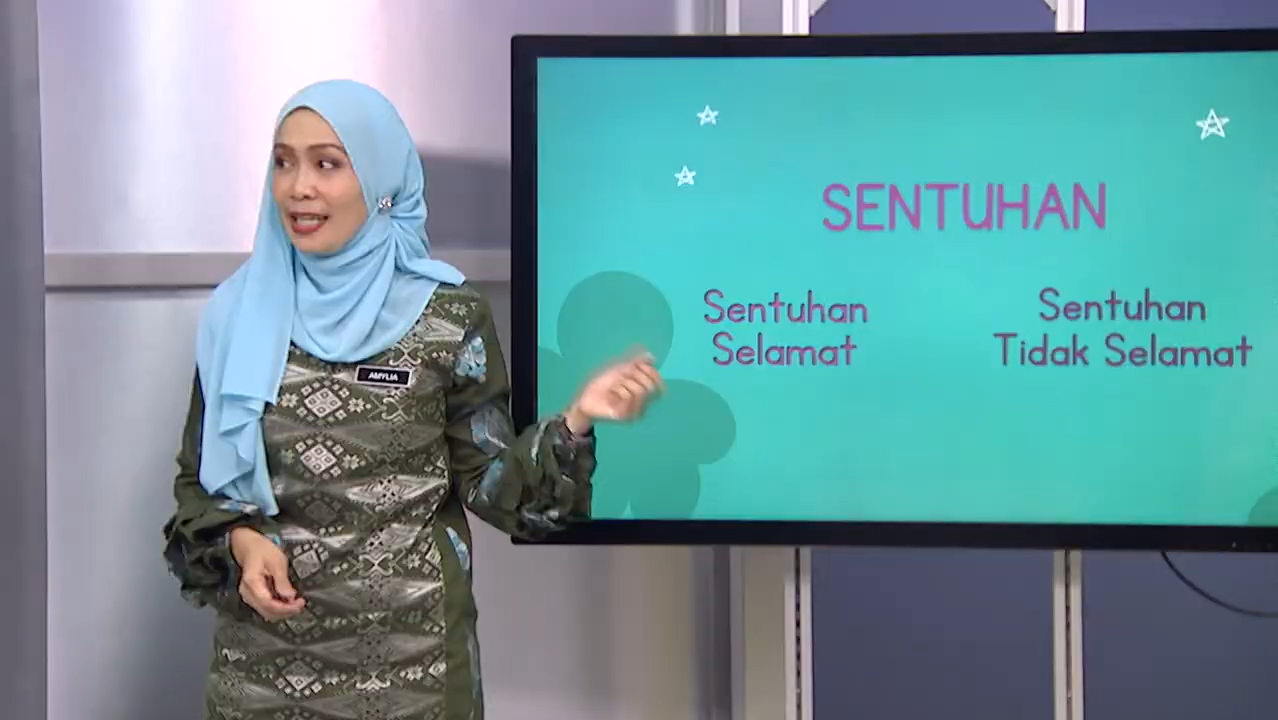 SENTUHAN
Sentuhan
Selamat
Sentuhan
Tidak Selamat
AMYLIA